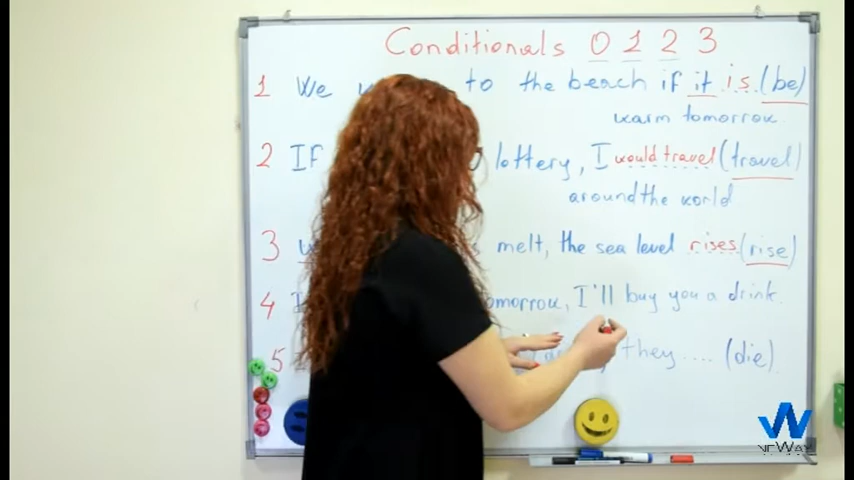 Conditionals 0 1 2 3
1 We to the beach if it is (be)
warm tomorrow.
2 If lottery, I would travel (travel)
around the world
3 melt, the sea level rises (rise)
4 tomorrow, I'll buy you a drink.
5 they .... (die)
NEWAY